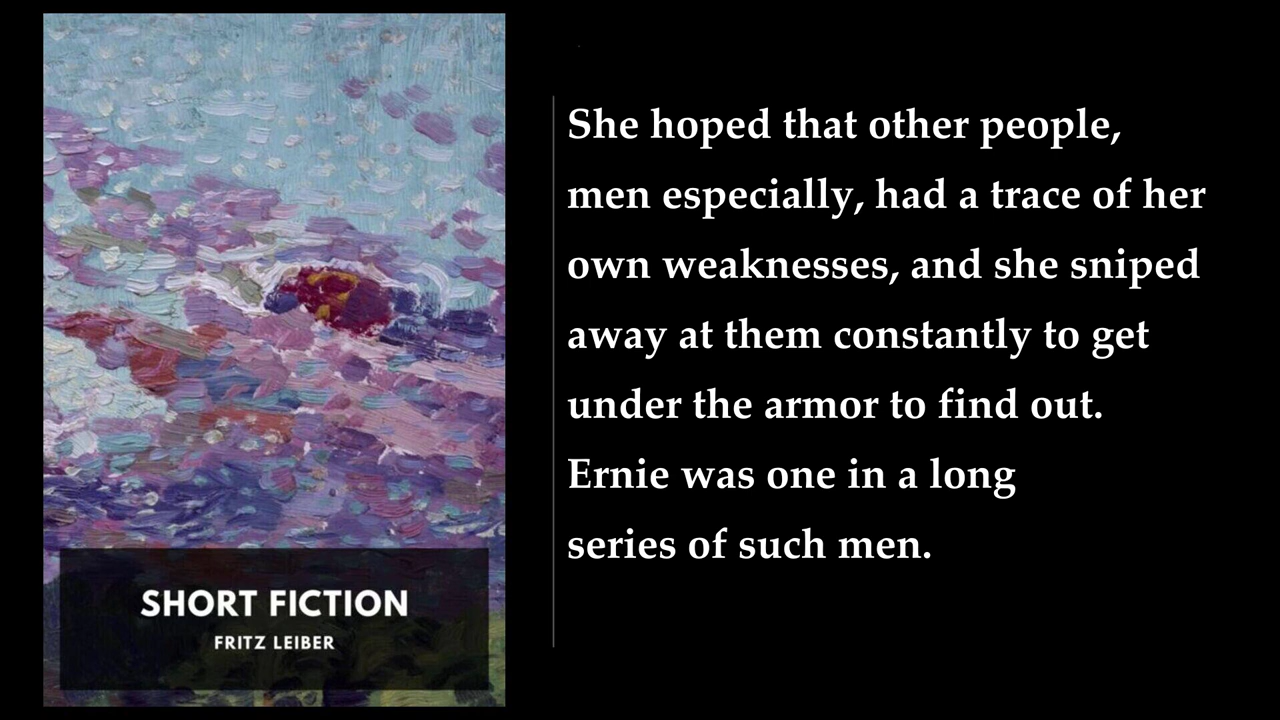 She hoped that other people,
men especially, had a trace of her
own weaknesses, and she sniped
away at them constantly to get
under the armor to find out.
Ernie was one in a long
series of such men.
SHORT FICTION
FRITZ LEIBER